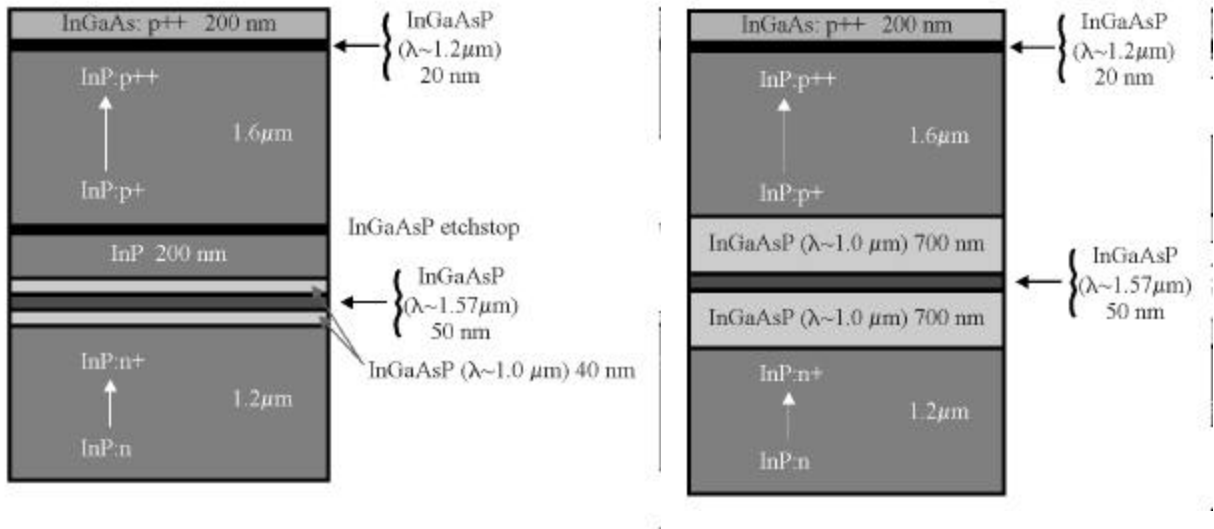 InGaAs: p++ 200 nm
InGaAsP
(λ~1.2µm)
20 nm
InP:p++
1.6µm
InP:p+
InGaAsP etchstop
InP 200 nm
InGaAsP
(λ~1.57µm)
50 nm
InGaAsP (λ~1.0 µm) 40 nm
InP:n+
1.2µm
InP:n
InGaAs: p++ 200 nm
InGaAsP
(λ~1.2µm)
20 nm
InP:p++
1.6µm
InP:p+
InGaAsP (λ~1.0 µm) 700 nm
InGaAsP
(λ~1.57µm)
50 nm
InGaAsP (λ~1.0 µm) 700 nm
InP:n+
1.2µm
InP:n